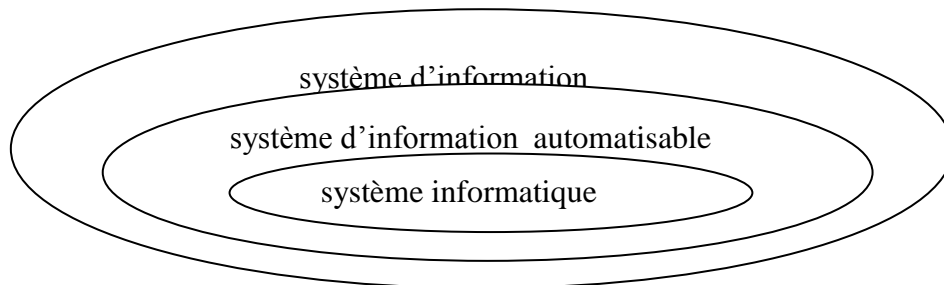 système d’information
système d’information  automatisable
système informatique